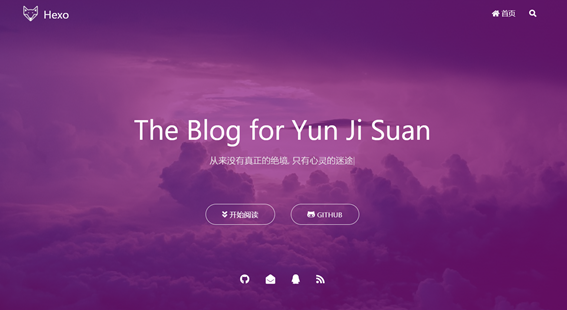 Hexo
首页
The Blog for Yun Ji Suan
从来没有真正的绝境, 只有心灵的迷途|
开始阅读
GITHUB